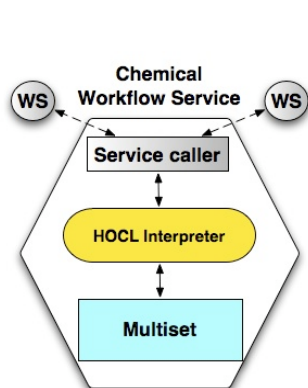 Chemical
Workflow Service
WS
WS
Service caller
HOCL Interpreter
Multiset